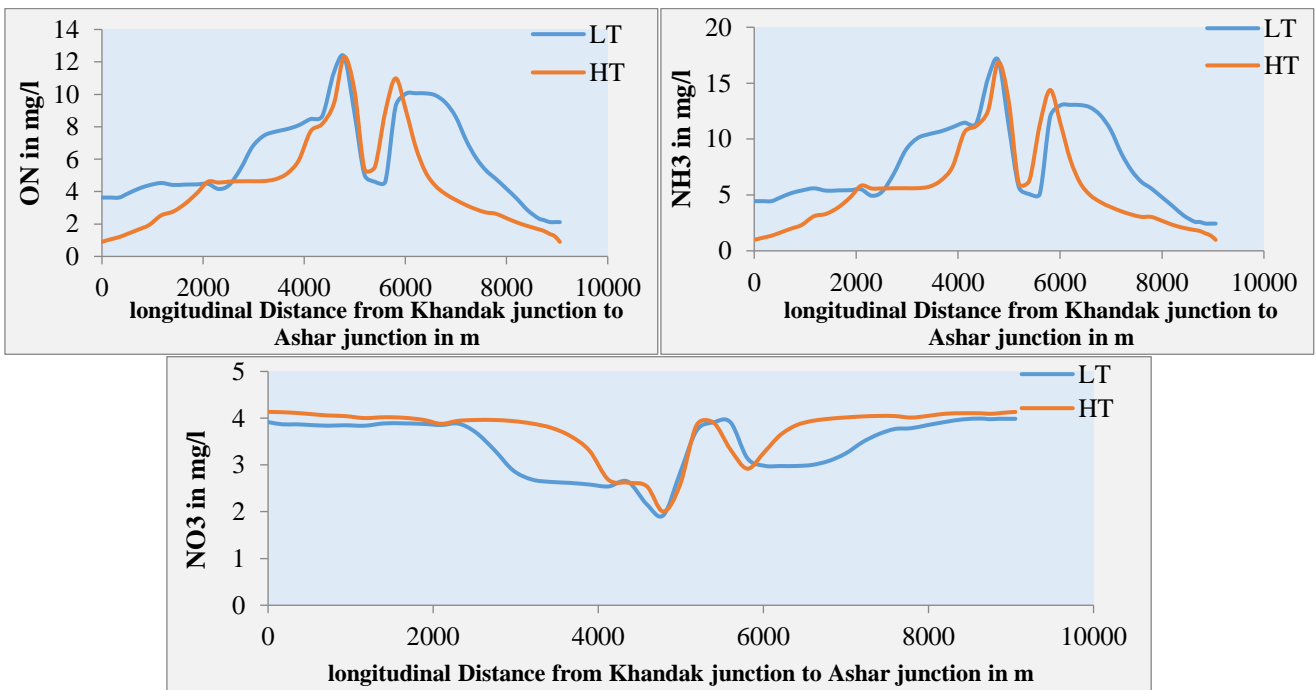 14
12
10
8
6
4
2
0
ON in mg/l
LT
HT
0 2000 4000 6000 8000 10000
longitudinal Distance from Khandak junction to
Ashar junction in m
20
15
10
5
0
NH3 in mg/l
LT
HT
0 2000 4000 6000 8000 10000
longitudinal Distance from Khandak junction to
Ashar junction in m
5
4
3
2
1
0
NO3 in mg/l
LT
HT
0 2000 4000 6000 8000 10000
longitudinal Distance from Khandak junction to Ashar junction in m